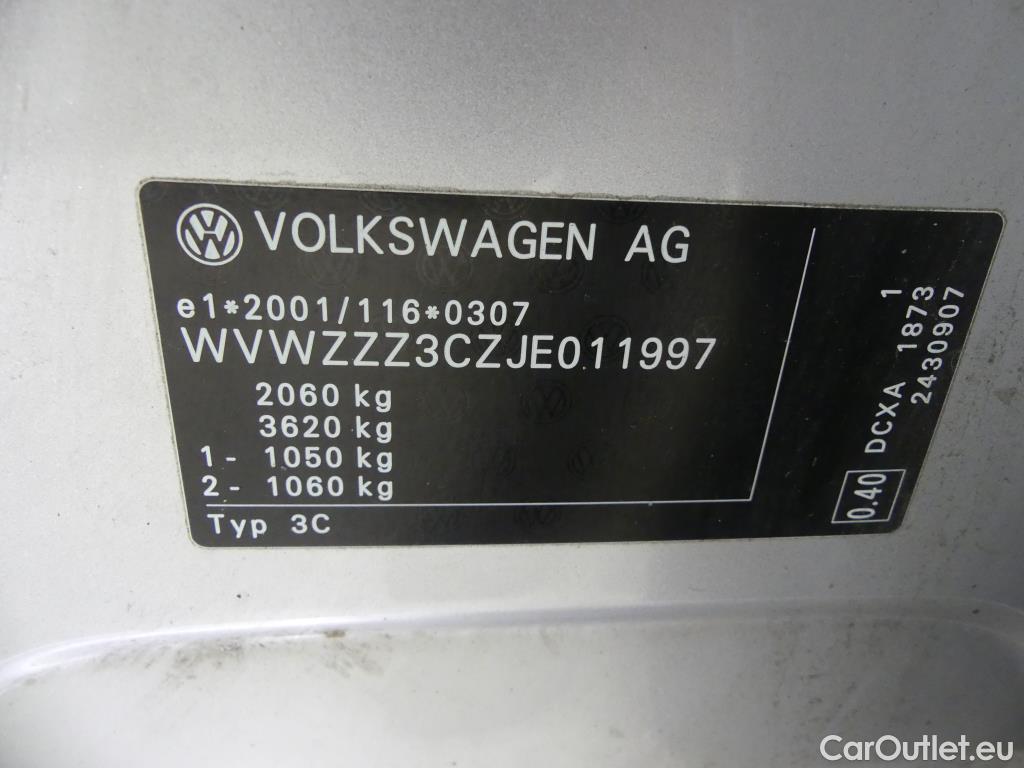 VOLKSWAGEN AG
e1*2001/116*0307
WVWZZZ3CZJE011997
2060 kg
3620 kg
1- 1050 kg
2- 1060 kg
Typ 3C
0.40 DCXA 1873 1
2430907
CarOutlet.eu